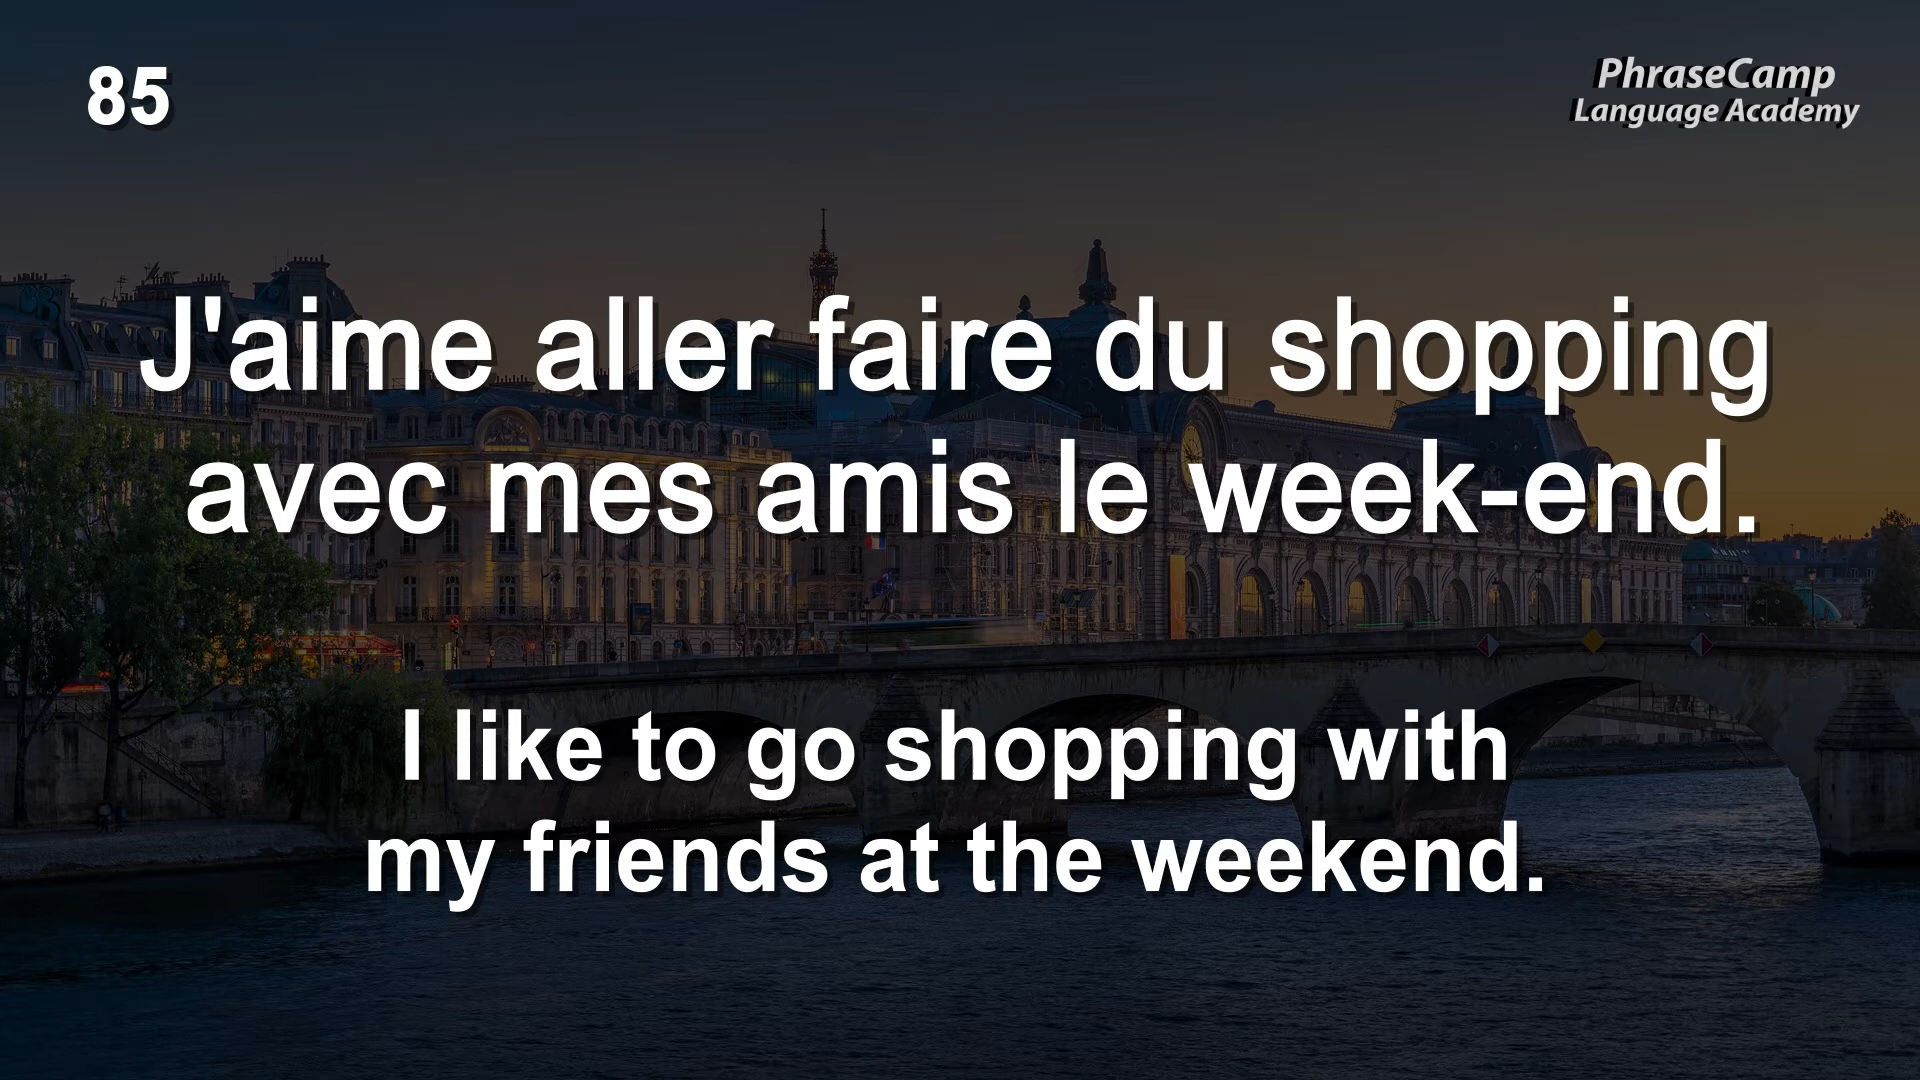 85
PhraseCamp
Language Academy
J'aime aller faire du shopping
avec mes amis le week-end.
I like to go shopping with
my friends at the weekend.